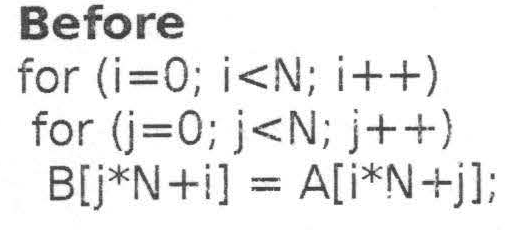 Before
for (i=0; i<N; i++)
for (j=0; j<N; j++)
B[j*N+i] = A[i*N+j];